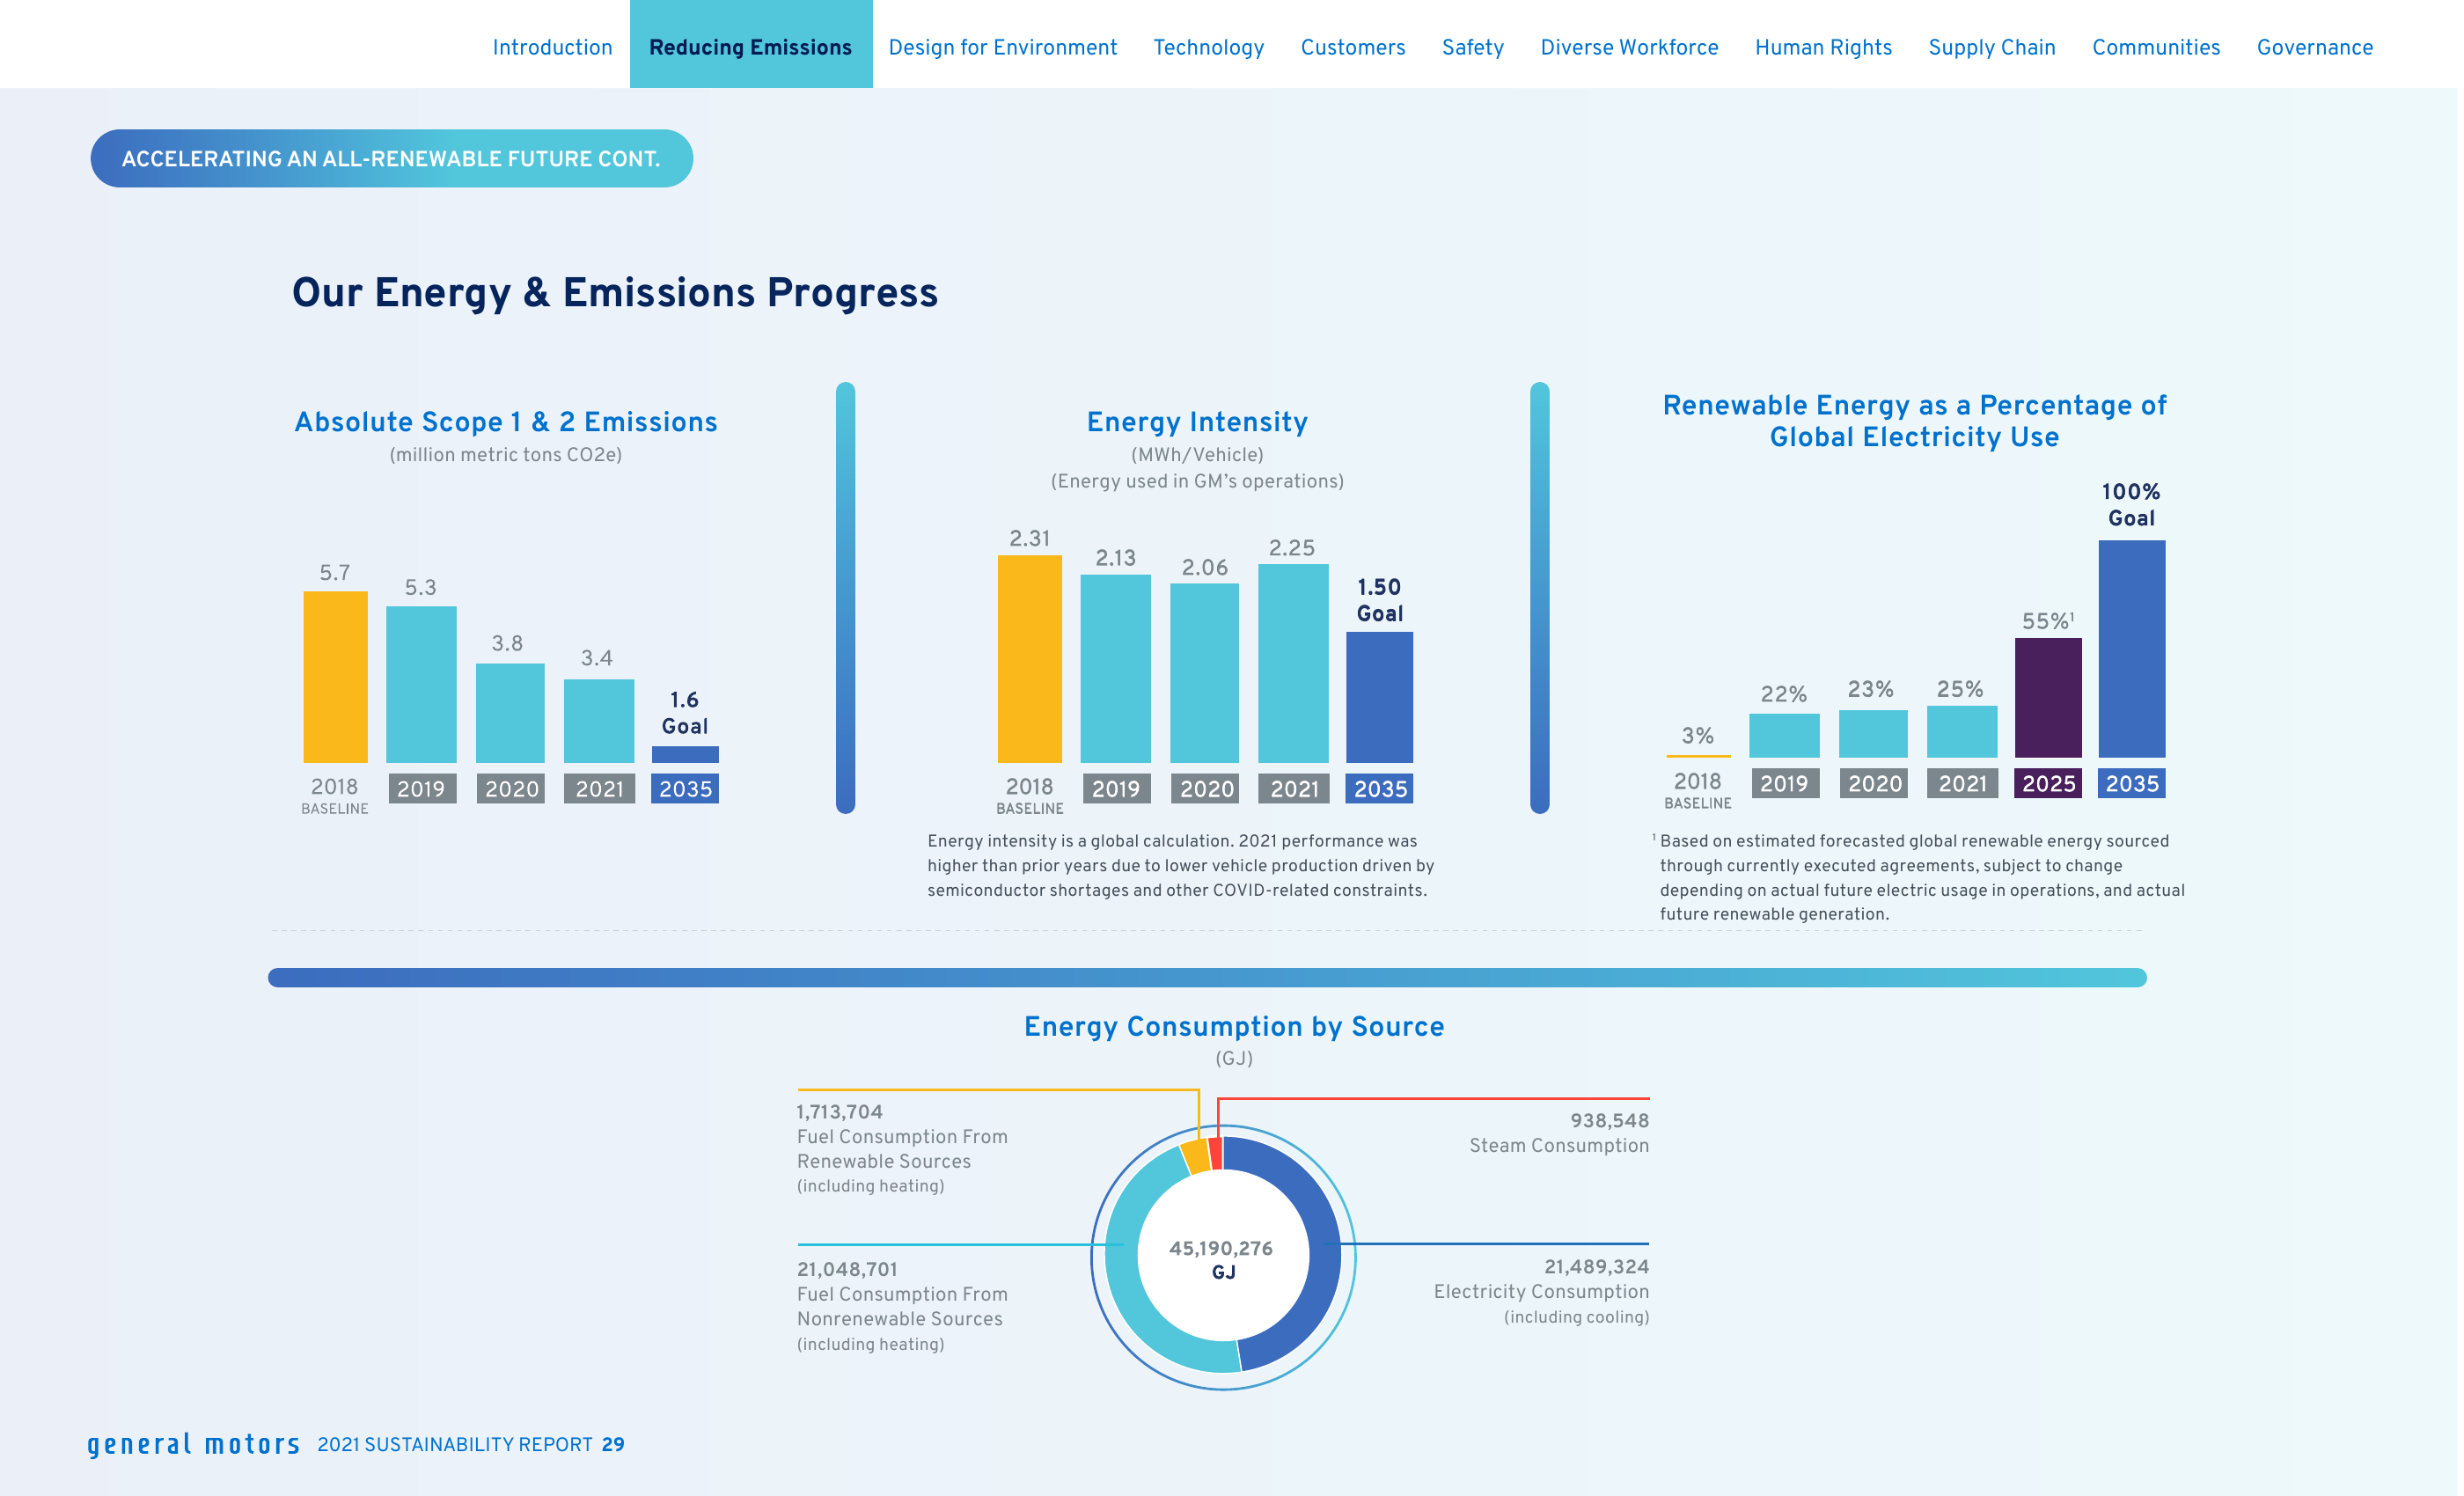 Introduction Reducing Emissions Design for Environment Technology Customers Safety Diverse Workforce Human Rights Supply Chain Communities Governance
ACCELERATING AN ALL-RENEWABLE FUTURE CONT.
Our Energy & Emissions Progress
Absolute Scope 1 & 2 Emissions
(million metric tons CO2e)
5.7
5.3
3.8
3.4
1.6
Goal
2018
BASELINE
2019
2020
2021
2035
Energy Intensity
(MWh/Vehicle)
(Energy used in GM's operations)
2.31
2.13
2.06
2.25
1.50
Goal
2018
BASELINE
2019
2020
2021
2035
Energy intensity is a global calculation. 2021 performance was
higher than prior years due to lower vehicle production driven by
semiconductor shortages and other COVID-related constraints.
Renewable Energy as a Percentage of
Global Electricity Use
3%
22%
23%
25%
55%¹
100%
Goal
2018
BASELINE
2019
2020
2021
2025
2035
¹ Based on estimated forecasted global renewable energy sourced
through currently executed agreements, subject to change
depending on actual future electric usage in operations, and actual
future renewable generation.
Energy Consumption by Source
(GJ)
1,713,704
Fuel Consumption From
Renewable Sources
(including heating)
938,548
Steam Consumption
45,190,276
GJ
21,048,701
Fuel Consumption From
Nonrenewable Sources
(including heating)
21,489,324
Electricity Consumption
(including cooling)
general motors 2021 SUSTAINABILITY REPORT 29